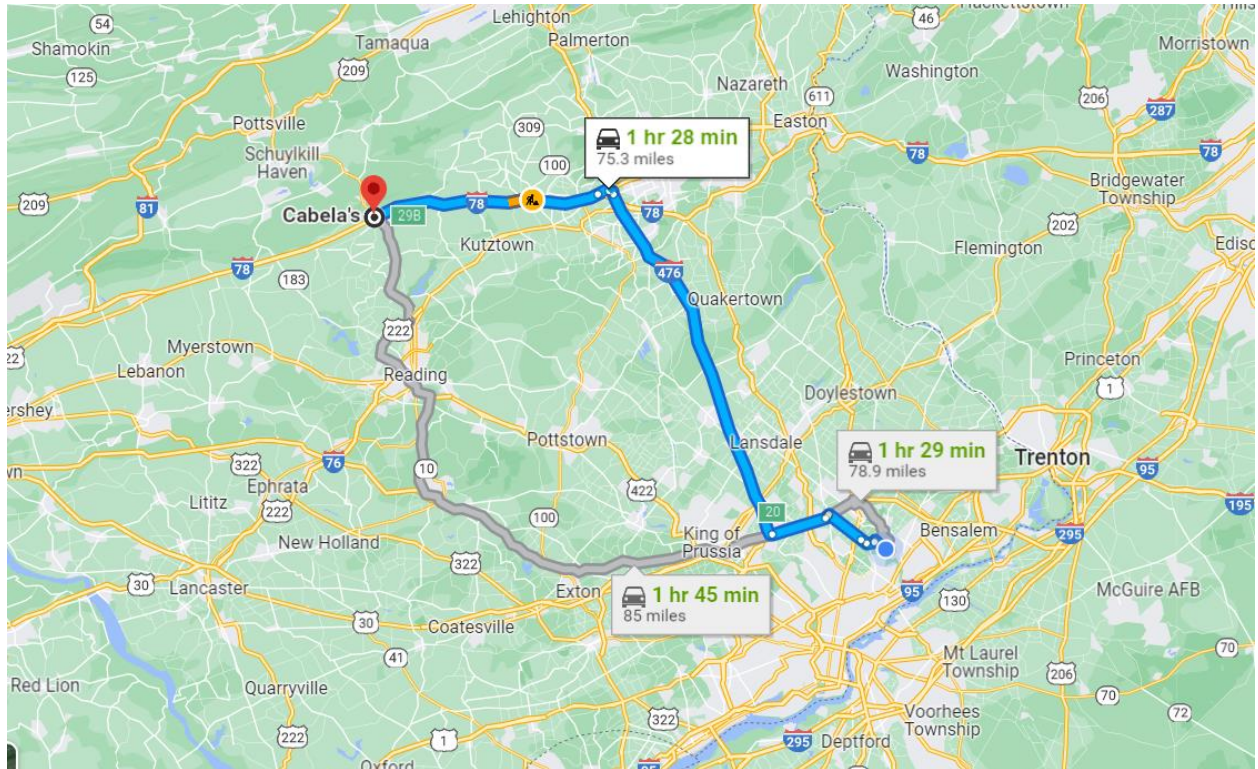 Lehighton
Hackettstown
46
54
Shamokin
Tamaqua
Palmerton
Morristown
125
209
Nazareth
Washington
206
611
287
309
Easton
Pottsville
1 hr 28 min
75.3 miles
78
78
Schuylkill
Haven
100
Bridgewater
Township
209
81
Cabela's
29B
78
78
202
Kutztown
Flemington
78
183
476
Quakertown
222
22
Myerstown
Princeton
Lebanon
Reading
1
Doylestown
Pottstown
Lansdale
1 hr 29 min
78.9 miles
Trenton
322
76
10
95
Ephrata
422
Lititz
20
195
222
100
King of
Prussia
Bensalem
295
New Holland
322
30
Exton
1 hr 45 min
85 miles
95
130
McGuire AFB
Lancaster
30
Coatesville
41
Mt Laurel
Township
70
Red Lion
206
Quarryville
70
322
Voorhees
Township
72
222
1
295
Deptford
Oxford
95